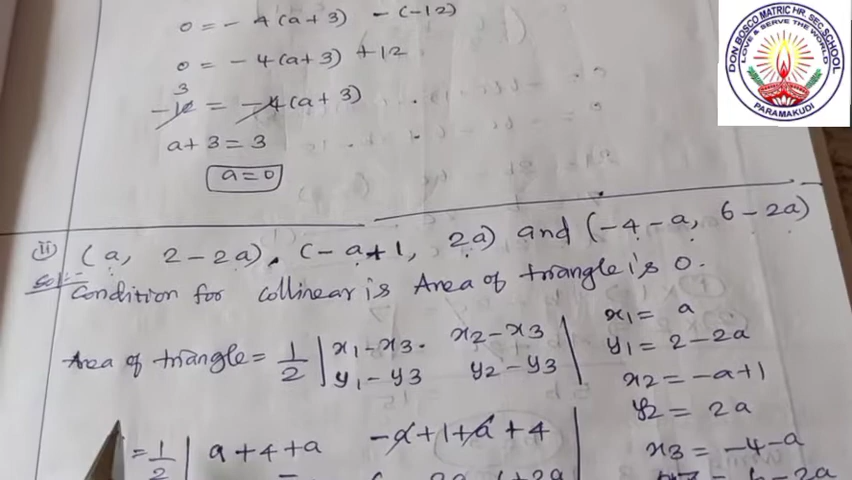 0 = - 4 (a + 3) - (-12)
0 = - 4 (a + 3) + 12
3
-12 = -4 (a + 3)
a + 3 = 3
a = 0
DON BOSCO MATRIC HR. SEC. SCHOOL
LOVE & SERVE THE WORLD
PARAMAKUDI
(ii) (a, 2 - 2a), (-a+1, 2a) and (-4-a, 6-2a)
Sol:-
Condition for collinear is Area of triangle is 0.
Area of triangle = 1/2 | x1 - x3 x2 - x3 |
y1 - y3 y2 - y3
x1 = a
y1 = 2 - 2a
x2 = -a+1
y2 = 2a
x3 = -4-a
= 1/2 | a+4+a -a+1+a+4 |
6-2a